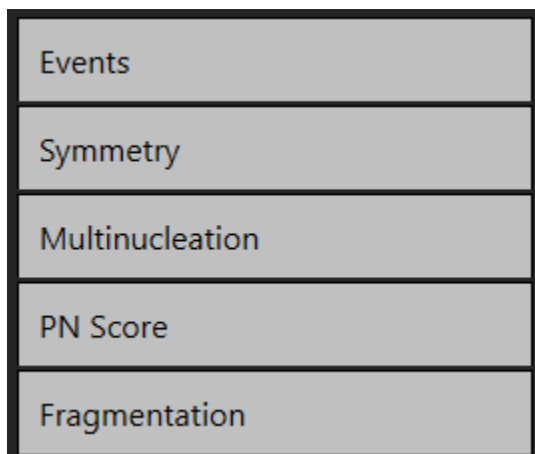 Events
Symmetry
Multinucleation
PN Score
Fragmentation